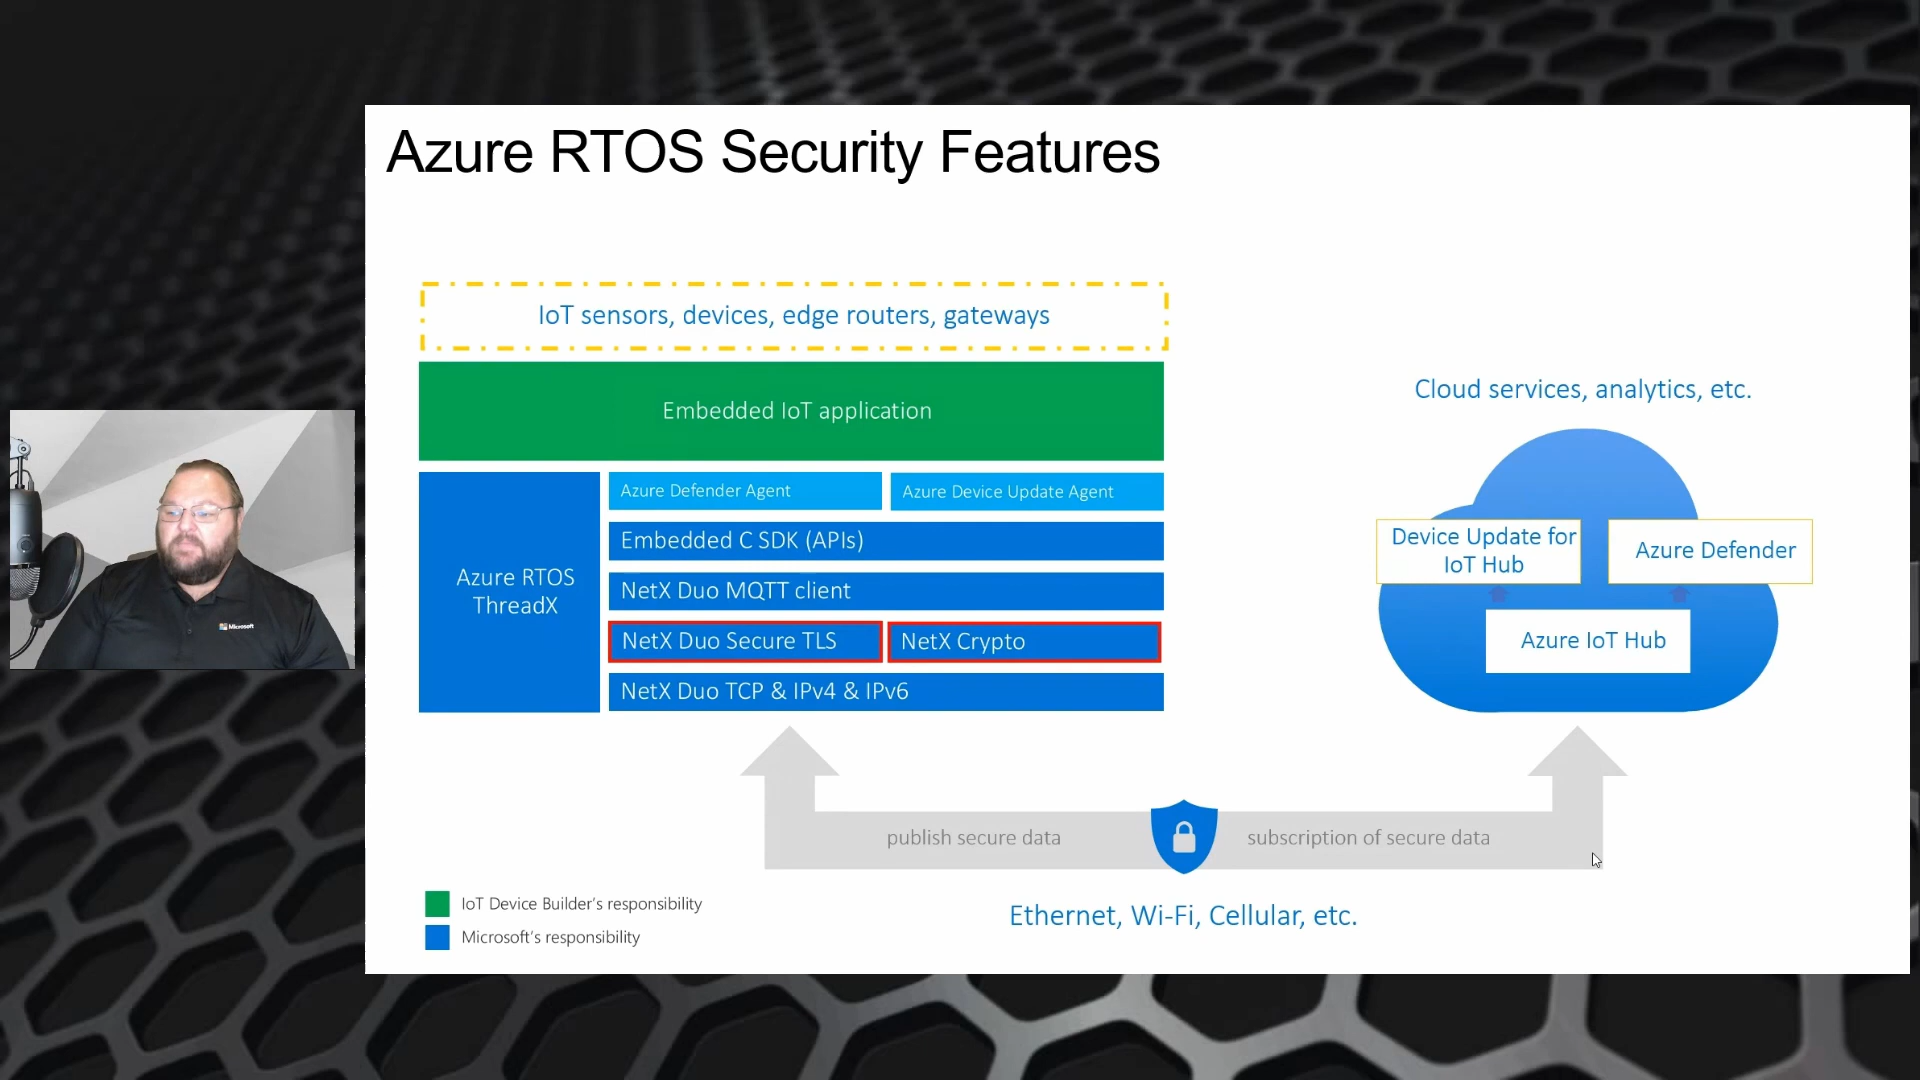 Azure RTOS Security Features
IoT sensors, devices, edge routers, gateways
Embedded IoT application
Azure RTOS
ThreadX
Azure Defender Agent
Azure Device Update Agent
Embedded C SDK (APIs)
NetX Duo MQTT client
NetX Duo Secure TLS
NetX Crypto
NetX Duo TCP & IPv4 & IPv6
Cloud services, analytics, etc.
Device Update for
IoT Hub
Azure Defender
Azure IoT Hub
publish secure data
subscription of secure data
Ethernet, Wi-Fi, Cellular, etc.
IoT Device Builder's responsibility
Microsoft's responsibility
Microsoft